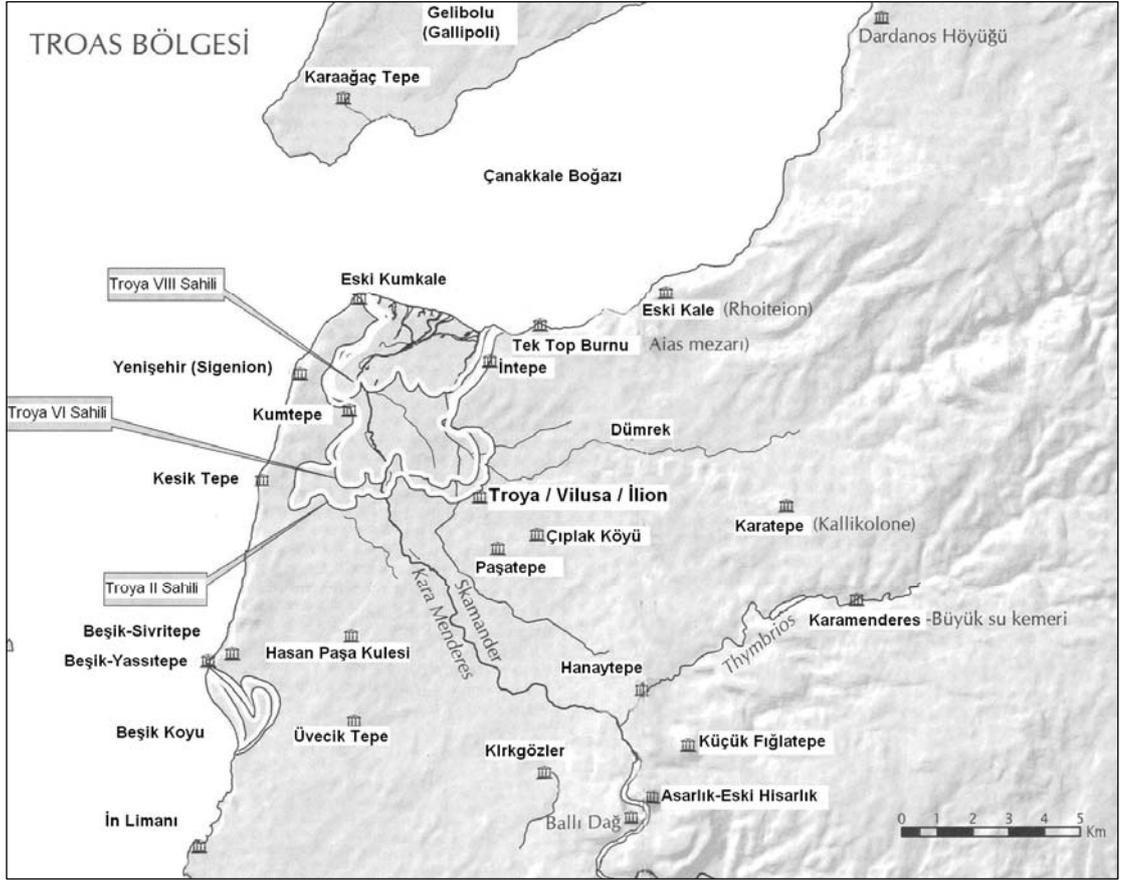 TROAS BÖLGESİ
Gelibolu
(Gallipoli)
Dardanos Höyüğü
Karaağaç Tepe
Çanakkale Boğazı
Troya VIII Sahili
Eski Kumkale
Eski Kale (Rhoiteion)
Tek Top Burnu Aias mezarı)
İntepe
Yenişehir (Sigenion)
Troya VI Sahili
Kumtepe
Dümrek
Kesik Tepe
Troya / Vilusa / İlion
Karatepe (Kallikolone)
Çıplak Köyü
Paşatepe
Troya II Sahili
Kara Menderes
Skamander
Thymbrios
Karamenderes -Büyük su kemeri
Beşik-Sivritepe
Hasan Paşa Kulesi
Beşik-Yassıtepe
Hanaytepe
Beşik Koyu
Üvecik Tepe
Küçük Fığlatepe
KIrkgözler
Asarlık-Eski Hisarlık
Ballı Dağ
İn Limanı
0 1 2 3 4 5
Km